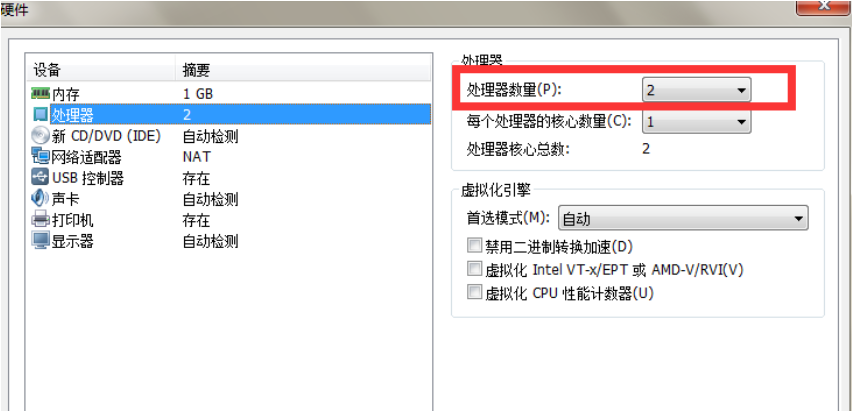 硬件
设备 摘要
内存 1 GB
处理器 2
新 CD/DVD (IDE) 自动检测
网络适配器 NAT
USB 控制器 存在
声卡 自动检测
打印机 存在
显示器 自动检测
处理器
处理器数量(P): 2
每个处理器的核心数量(C): 1
处理器核心总数: 2
虚拟化引擎
首选模式(M): 自动
禁用二进制转换加速(D)
虚拟化 Intel VT-x/EPT 或 AMD-V/RVI(V)
虚拟化 CPU 性能计数器(U)